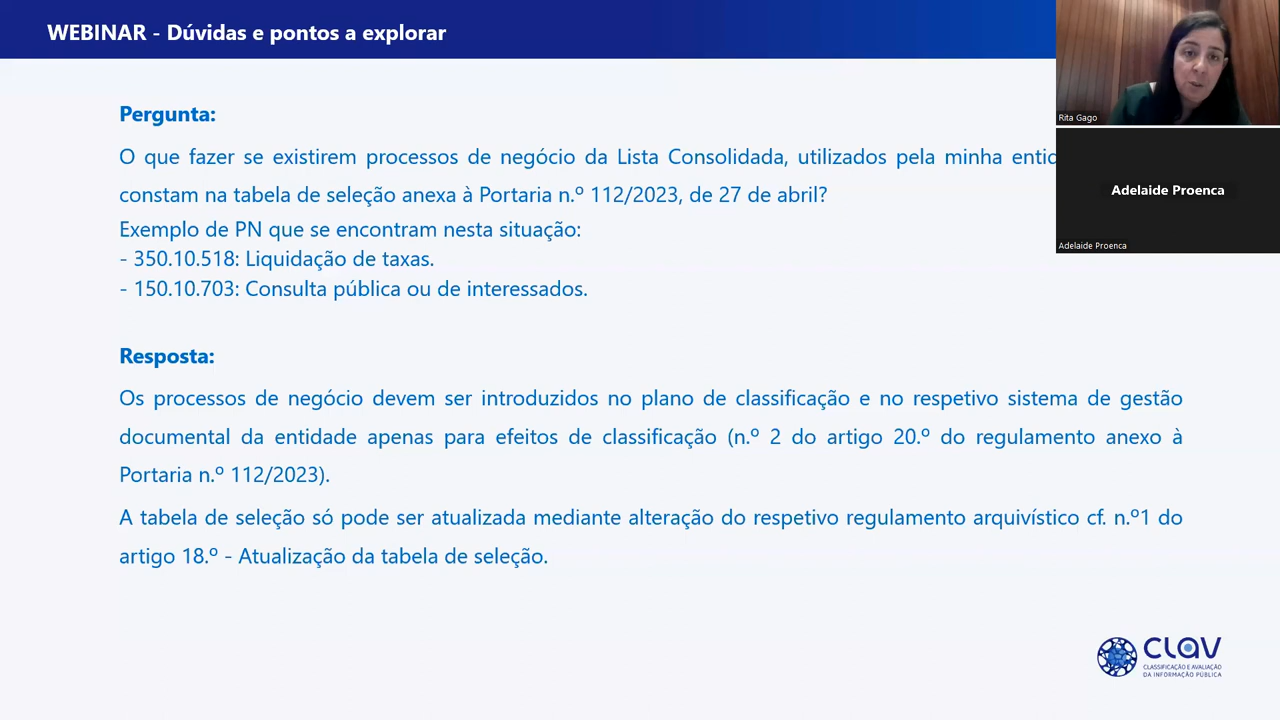 WEBINAR - Dúvidas e pontos a explorar
Rita Gago
Adelaide Proenca
Adelaide Proenca
Pergunta:
O que fazer se existirem processos de negócio da Lista Consolidada, utilizados pela minha
constam na tabela de seleção anexa à Portaria n.º 112/2023, de 27 de abril?
Exemplo de PN que se encontram nesta situação:
- 350.10.518: Liquidação de taxas.
- 150.10.703: Consulta pública ou de interessados.
Resposta:
Os processos de negócio devem ser introduzidos no plano de classificação e no respetivo sistema de gestão
documental da entidade apenas para efeitos de classificação (n.º 2 do artigo 20.º do regulamento anexo à
Portaria n.º 112/2023).
A tabela de seleção só pode ser atualizada mediante alteração do respetivo regulamento arquivístico cf. n.º1 do
artigo 18.º - Atualização da tabela de seleção.
CLAV
CLASSIFICAÇÃO E AVALIAÇÃO
DA INFORMAÇÃO PÚBLICA